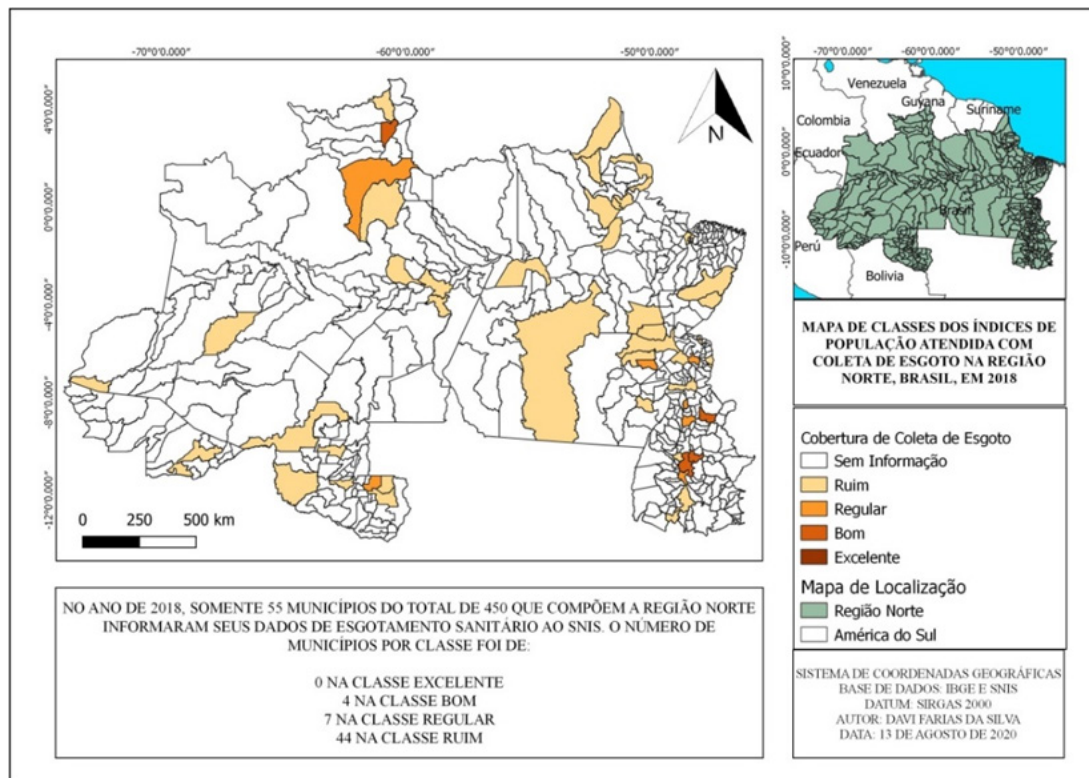 -70°0'0.000"
-60°0'0.000"
-50°0'0.000"
4°0'0.000"
0°0'0.000"
-4°0'0.000"
-8°0'0.000"
-12°0'0.000"
N
0 250 500 km
-70°0'0.000"
-60°0'0.000"
-50°0'0.000"
10°0'0.000"
0°0'0.000"
-10°0'0.000"
Venezuela
Guyana
Suriname
Colombia
Ecuador
Brasil
Perú
Bolivia
MAPA DE CLASSES DOS ÍNDICES DE
POPULAÇÃO ATENDIDA COM
COLETA DE ESGOTO NA REGIÃO
NORTE, BRASIL, EM 2018
Cobertura de Coleta de Esgoto
Sem Informação
Ruim
Regular
Bom
Excelente
Mapa de Localização
Região Norte
América do Sul
NO ANO DE 2018, SOMENTE 55 MUNICÍPIOS DO TOTAL DE 450 QUE COMPÕEM A REGIÃO NORTE
INFORMARAM SEUS DADOS DE ESGOTAMENTO SANITÁRIO AO SNIS. O NÚMERO DE
MUNICÍPIOS POR CLASSE FOI DE:
0 NA CLASSE EXCELENTE
4 NA CLASSE BOM
7 NA CLASSE REGULAR
44 NA CLASSE RUIM
SISTEMA DE COORDENADAS GEOGRÁFICAS
BASE DE DADOS: IBGE E SNIS
DATUM: SIRGAS 2000
AUTOR: DAVI FARIAS DA SILVA
DATA: 13 DE AGOSTO DE 2020